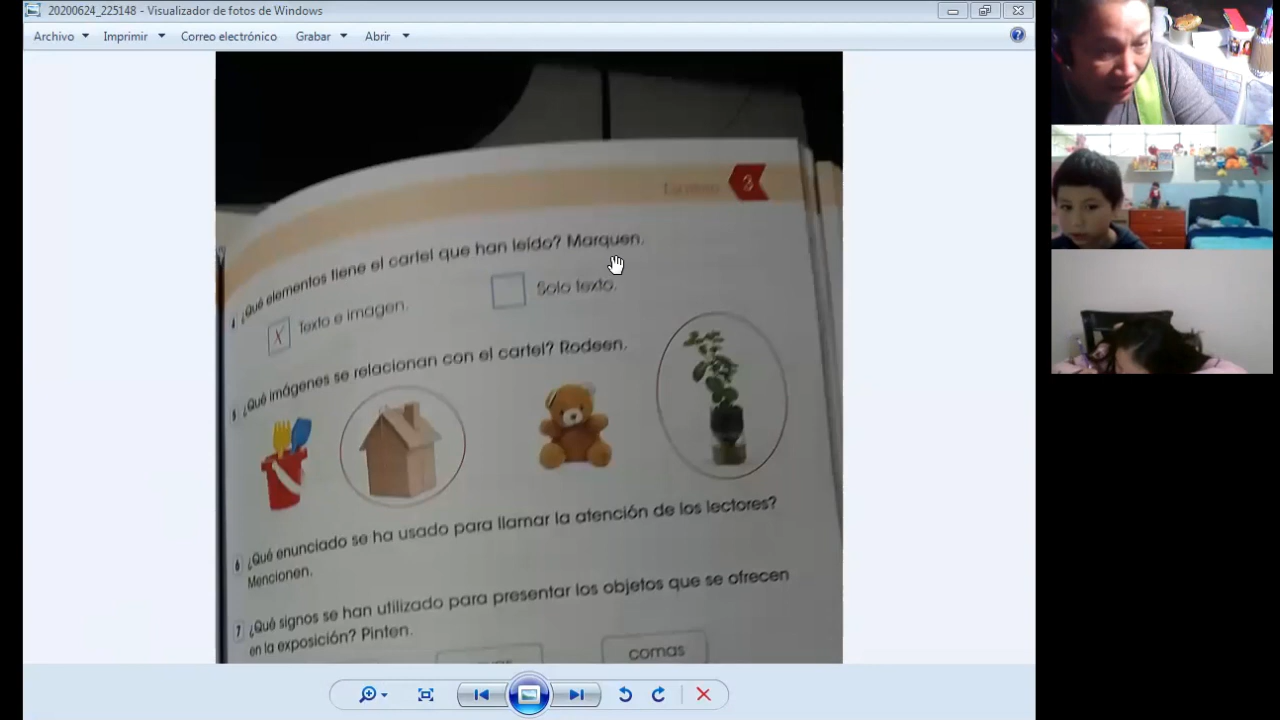 20200624_225148 - Visualizador de fotos de Windows
Archivo Imprimir Correo electrónico Grabar Abrir
3
4 ¿Qué elementos tiene el cartel que han leído? Marquen.
X Texto e imagen. Solo texto.
5 ¿Qué imágenes se relacionan con el cartel? Rodeen.
6 ¿Qué enunciado se ha usado para llamar la atención de los lectores?
Mencionen.
7 ¿Qué signos se han utilizado para presentar los objetos que se ofrecen
en la exposición? Pinten.
comas